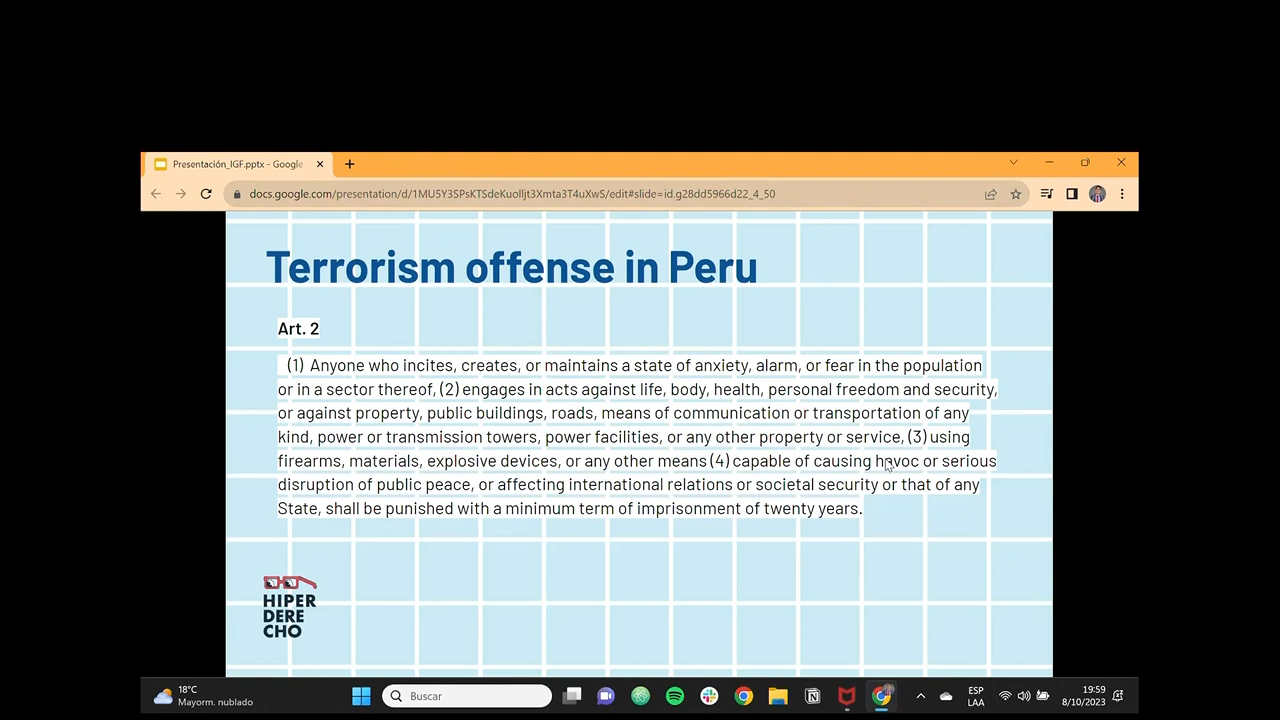 Presentación_IGF.pptx - Google
docs.google.com/presentation/d/1MU5Y3SPsKTSdeKuolljt3Xmta3T4uXwS/edit#slide=id.g28dd5966d22_4_50
Terrorism offense in Peru
Art. 2
(1) Anyone who incites, creates, or maintains a state of anxiety, alarm, or fear in the population
or in a sector thereof, (2) engages in acts against life, body, health, personal freedom and security,
or against property, public buildings, roads, means of communication or transportation of any
kind, power or transmission towers, power facilities, or any other property or service, (3) using
firearms, materials, explosive devices, or any other means (4) capable of causing havoc or serious
disruption of public peace, or affecting international relations or societal security or that of any
State, shall be punished with a minimum term of imprisonment of twenty years.
HIPER
DERE
CHO
18°C
Mayorm. nublado
Buscar
ESP
LAA
19:59
8/10/2023